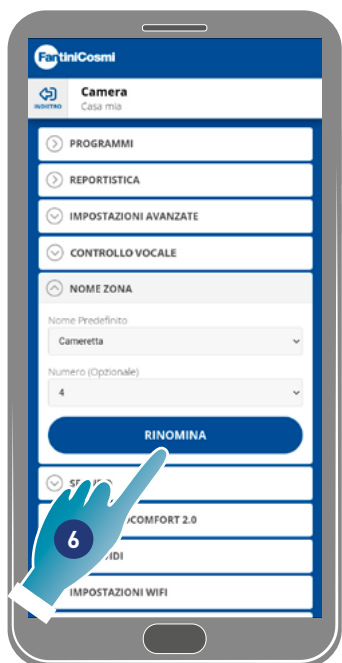 FantiniCosmi
INDIETRO
Camera
Casa mia
PROGRAMMI
REPORTISTICA
IMPOSTAZIONI AVANZATE
CONTROLLO VOCALE
NOME ZONA
Nome Predefinito
Cameretta
Numero (Opzionale)
4
RINOMINA
6
COMFORT 2.0
IMPOSTAZIONI WIFI